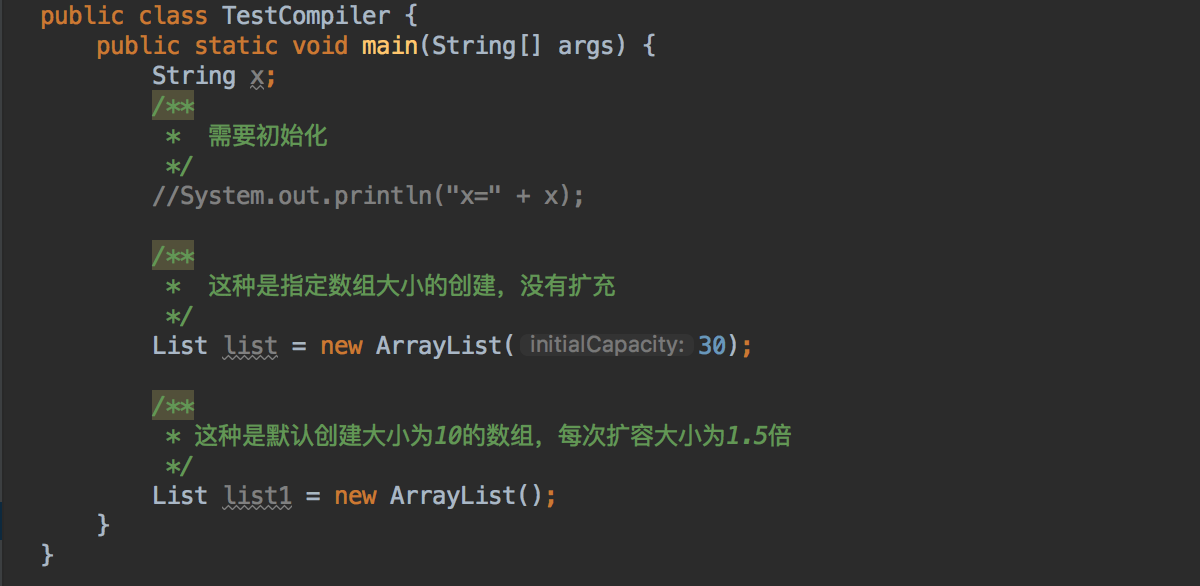 public class TestCompiler {
    public static void main(String[] args) {
        String x;
        /**
         *  需要初始化
         */
        //System.out.println("x=" + x);

        /**
         *  这种是指定数组大小的创建，没有扩充
         */
        List list = new ArrayList( initialCapacity: 30);

        /**
         * 这种是默认创建大小为10的数组，每次扩容大小为1.5倍
         */
        List list1 = new ArrayList();
    }
}